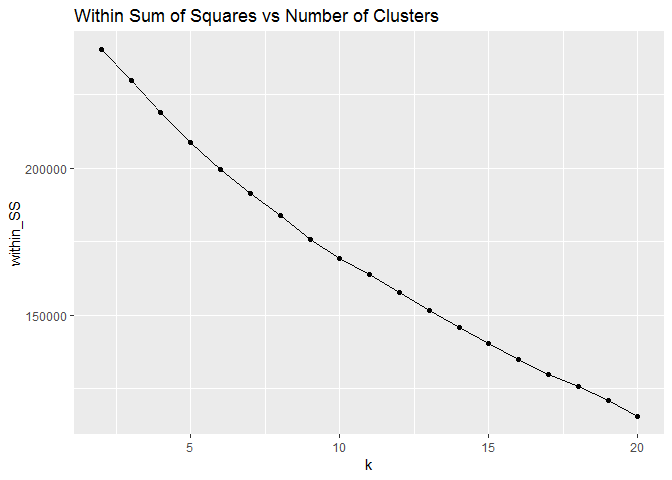 Within Sum of Squares vs Number of Clusters
within_SS
200000
150000
5 10 15 20
k